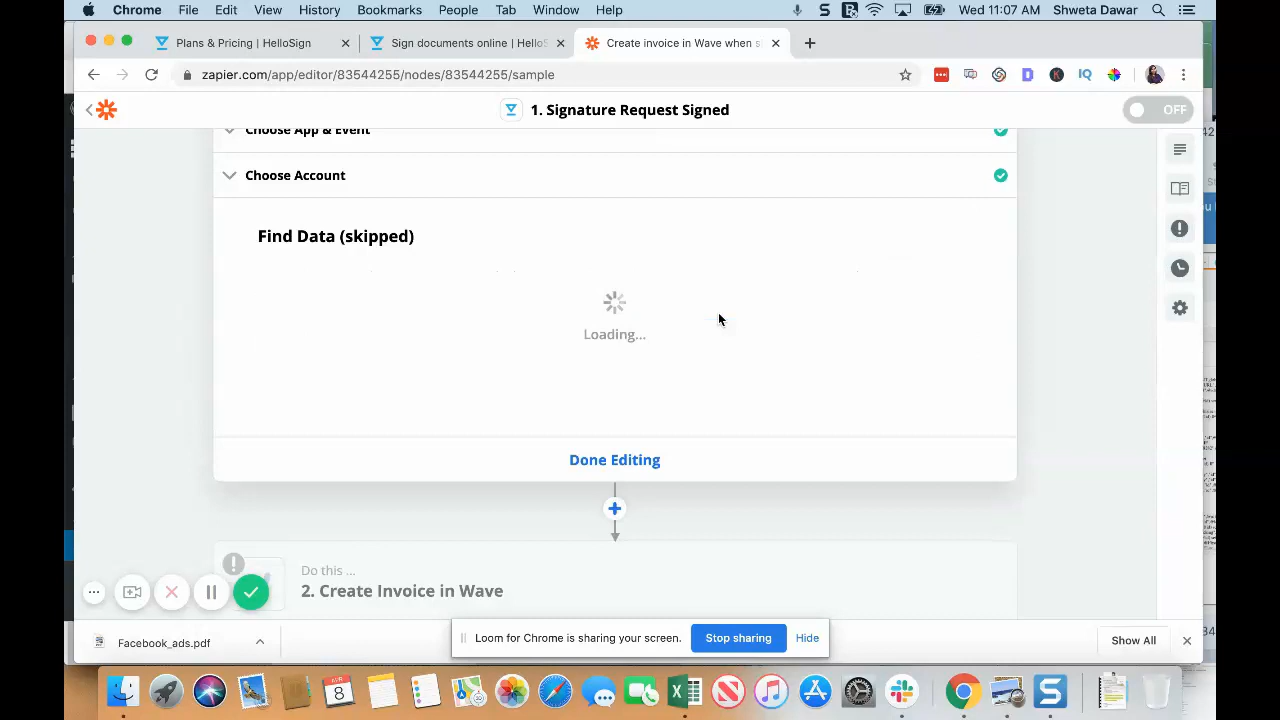 Chrome File Edit View History Bookmarks People Tab Window Help Wed 11:07 AM Shweta Dawar
Plans & Pricing | HelloSign
Sign documents online | HelloS
Create invoice in Wave when si
zapier.com/app/editor/83544255/nodes/83544255/sample
1. Signature Request Signed
OFF
Choose App & Event
Choose Account
Find Data (skipped)
Loading...
Done Editing
Do this ...
2. Create Invoice in Wave
Loom for Chrome is sharing your screen. Stop sharing Hide
Facebook_ads.pdf
Show All